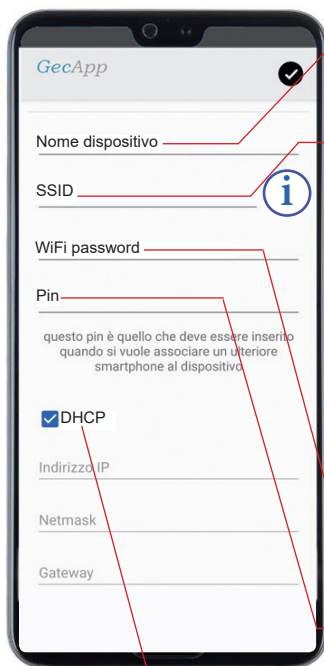 GecApp
Nome dispositivo
SSID
i
WiFi password
Pin
questo pin è quello che deve essere inserito
quando si vuole associare un ulteriore
smartphone al dispositivo
DHCP
Indirizzo IP
Netmask
Gateway